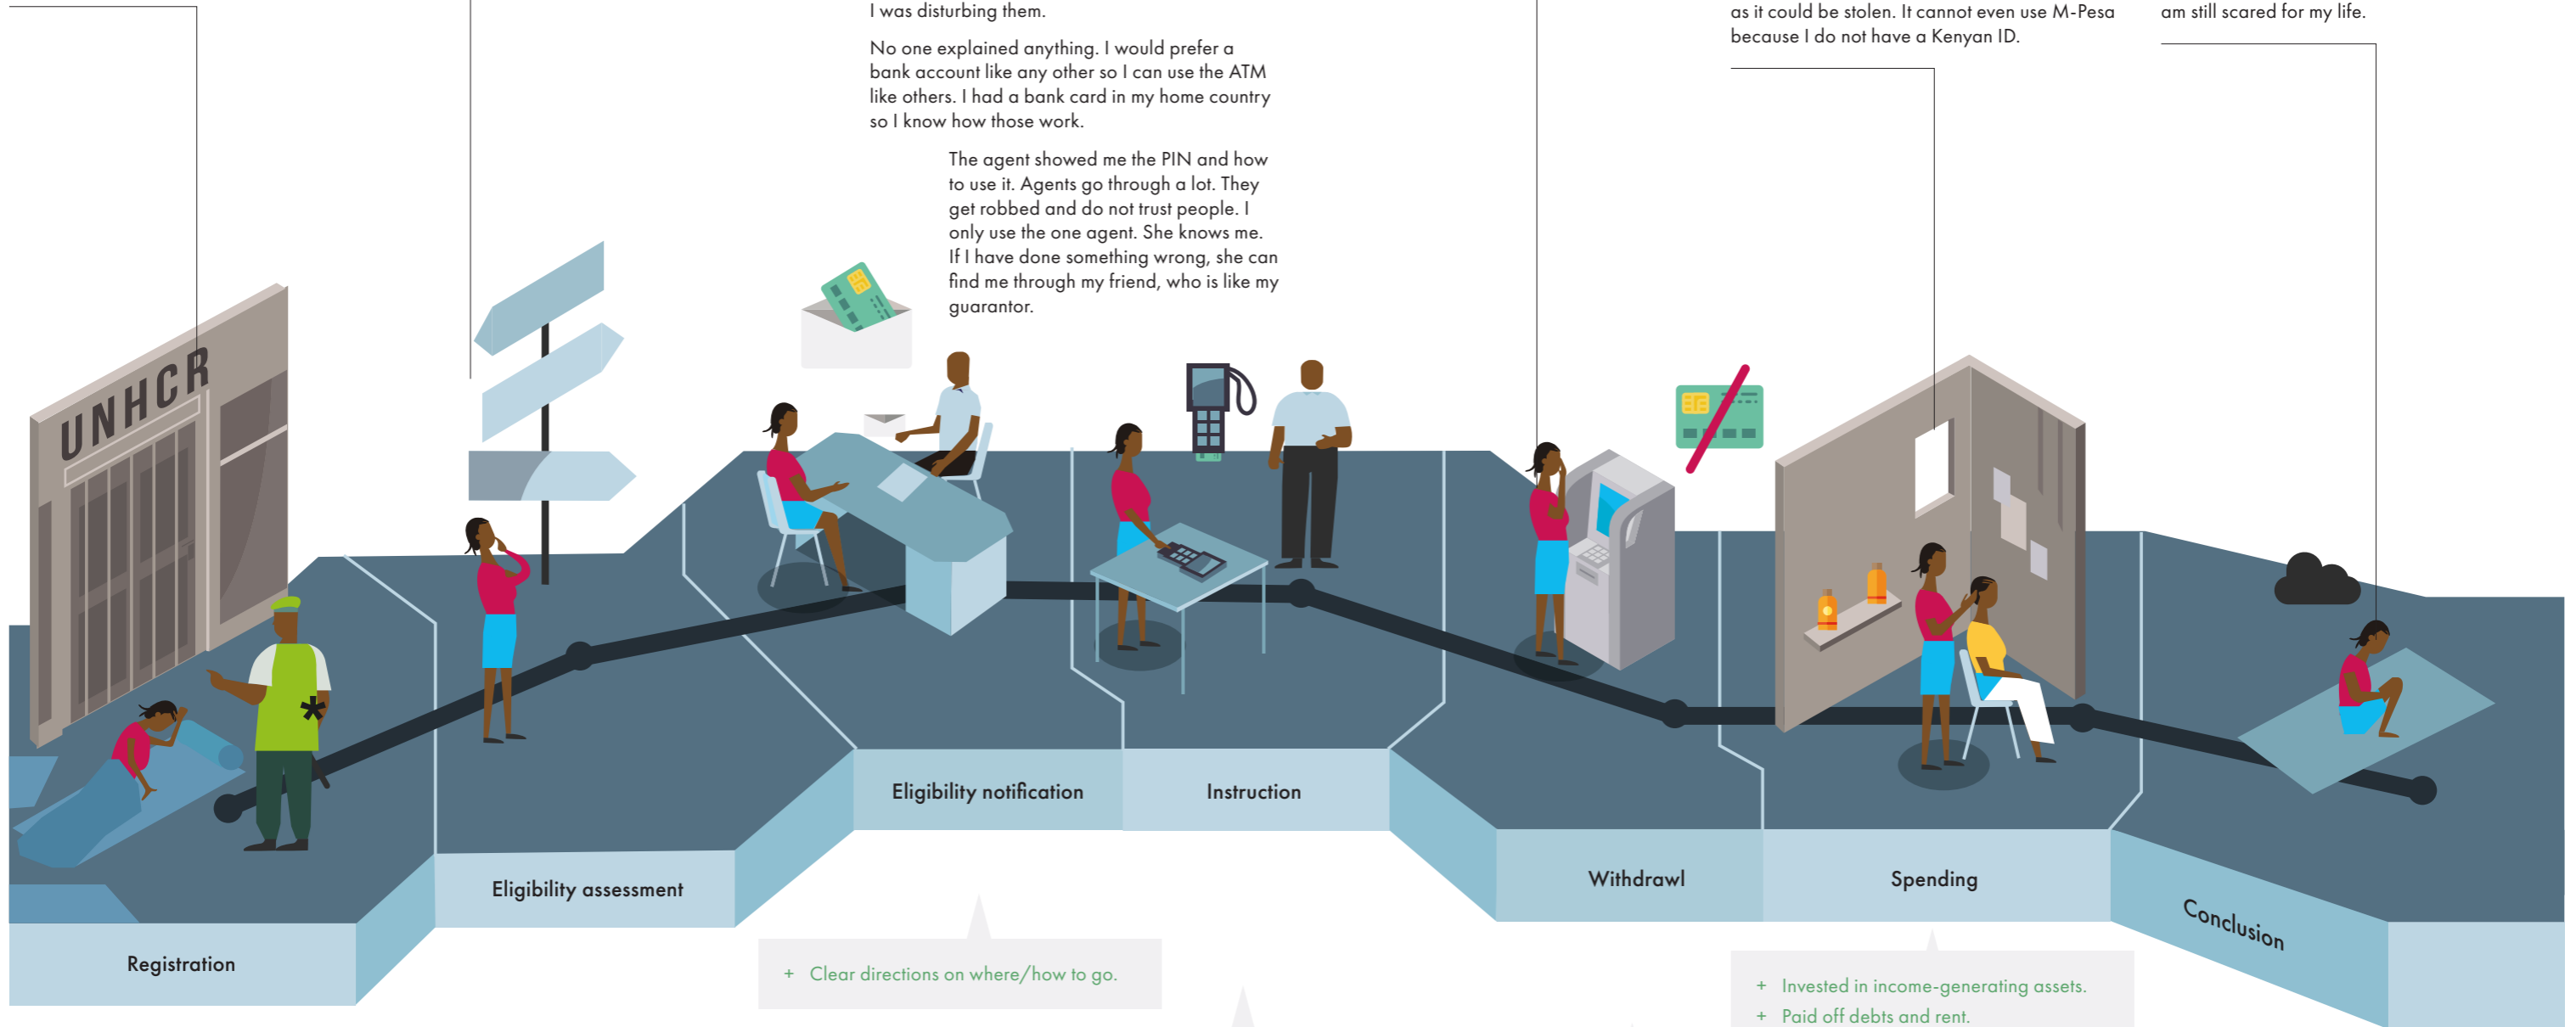 I was disturbing them.
No one explained anything. I would prefer a
bank account like any other so I can use the ATM
like others. I had a bank card in my home country
so I know how those work.
The agent showed me the PIN and how
to use it. Agents go through a lot. They
get robbed and do not trust people. I
only use the one agent. She knows me.
If I have done something wrong, she can
find me through my friend, who is like my
guarantor.
as it could be stolen. It cannot even use M-Pesa
because I do not have a Kenyan ID.
am still scared for my life.
UNHCR
*
Registration
Eligibility assessment
Eligibility notification
Instruction
Withdrawl
Spending
Conclusion
+ Clear directions on where/how to go.
+ Invested in income-generating assets.
+ Paid off debts and rent.